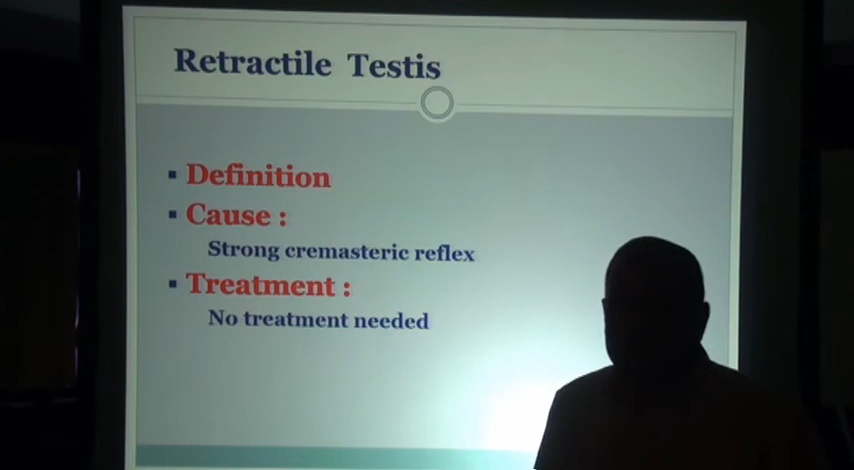 Retractile Testis
▪ Definition
▪ Cause :
Strong cremasteric reflex
▪ Treatment :
No treatment needed